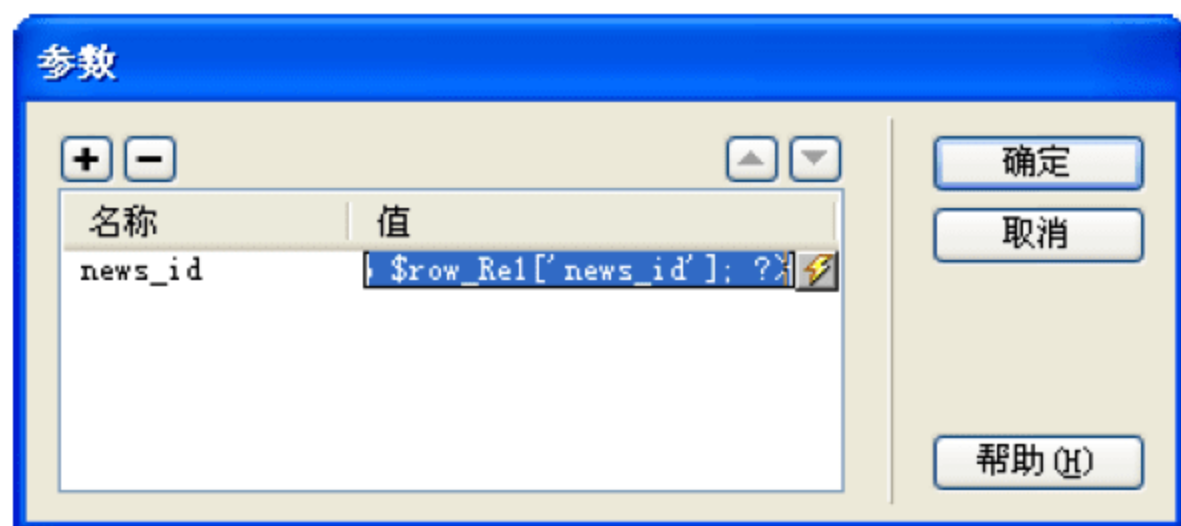 参数
确定
取消
名称 值
news_id $row_Re1['news_id']; ?>
帮助(H)